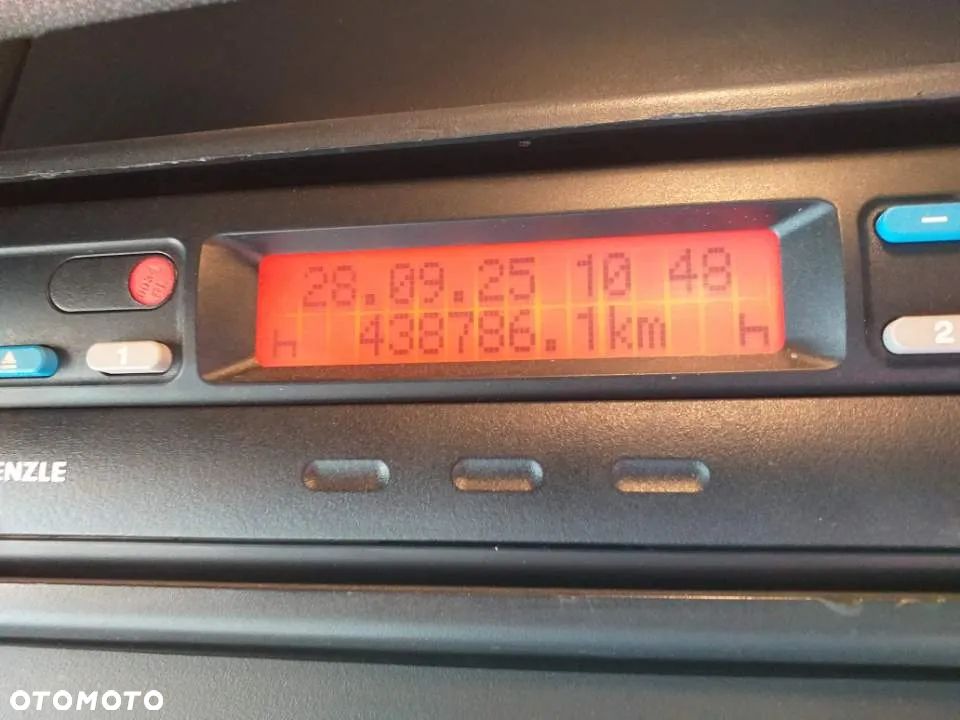 28.09.25 10 48
h 438786.1km h
1
2
ENZLE
OTOMOTO